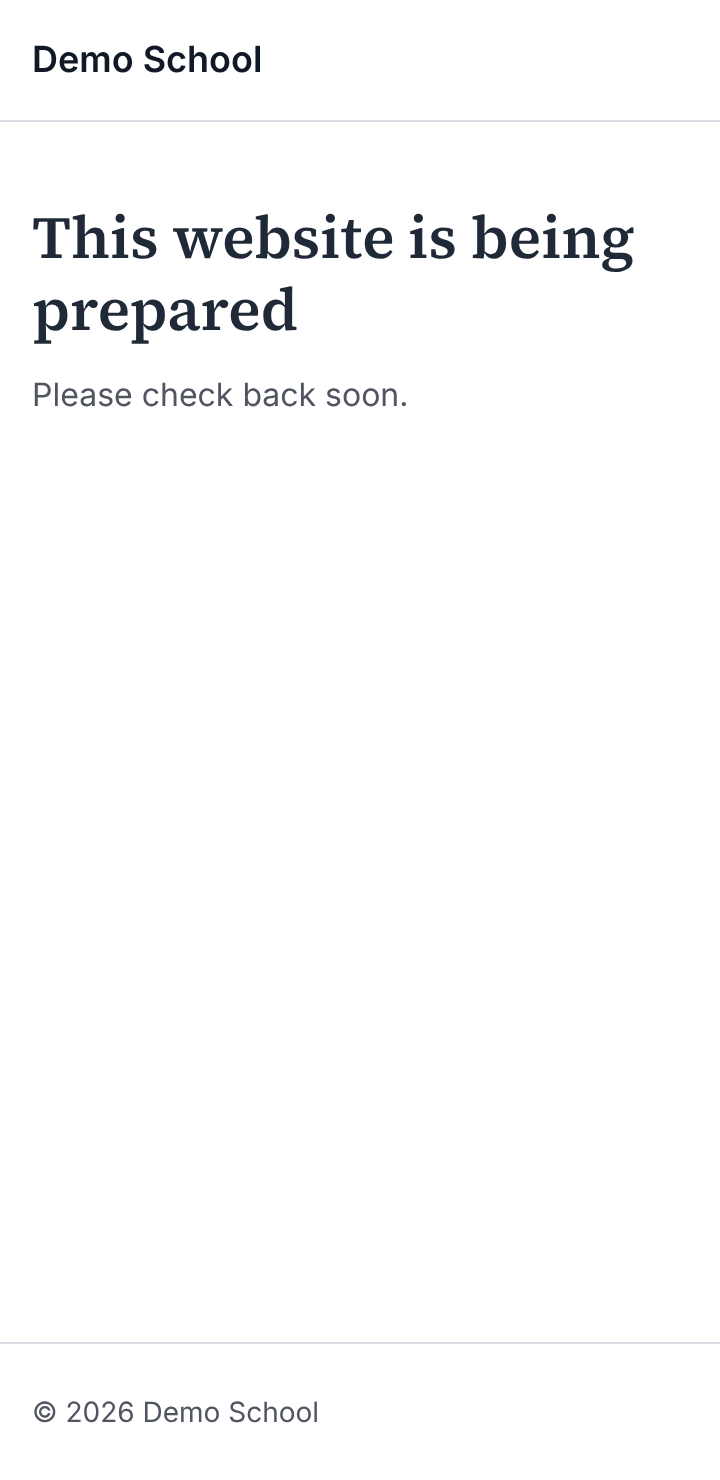 Demo School
This website is being
prepared
Please check back soon.
© 2026 Demo School